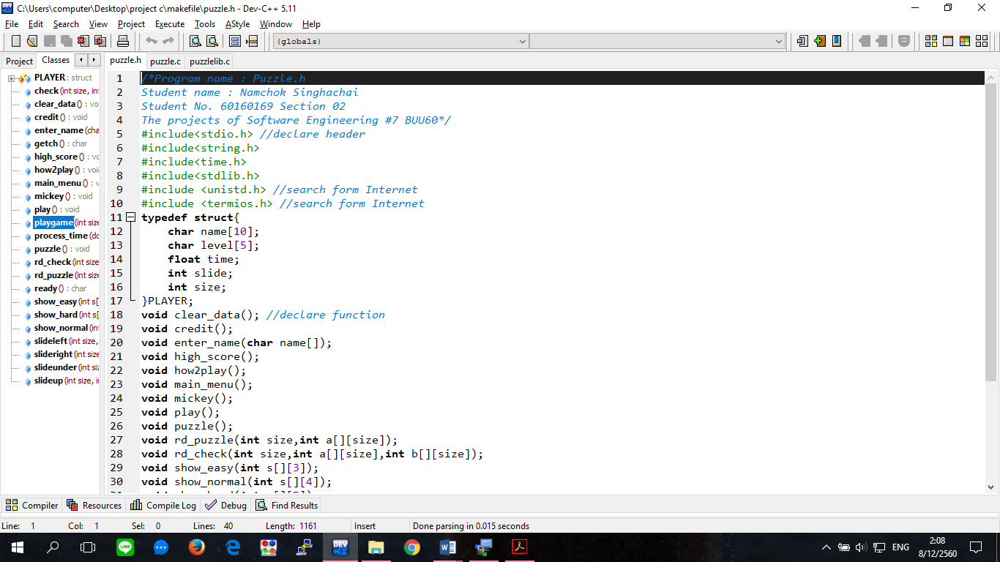 C:\Users\computer\Desktop\project c\makefile\puzzle.h - Dev-C++ 5.11
File Edit Search View Project Execute Tools AStyle Window Help
(globals)
Project Classes puzzle.h puzzle.c puzzlelib.c
PLAYER : struct
check (int size, in
clear_data () : vo
credit () : void
enter_name (cha
getch () : char
high_score () : vo
how2play () : voi
main_menu () : v
mickey () : void
play () : void
playgame (int size
process_time (do
puzzle () : void
rd_check (int size
rd_puzzle (int size
ready () : char
show_easy (int s[
show_hard (int s[
show_normal (in
slideleft (int size,
slideright (int size
slideunder (int siz
slideup (int size, i
1 /*Program name : Puzzle.h
2 Student name : Namchok Singhachai
3 Student No. 60160169 Section 02
4 The projects of Software Engineering #7 BUU60*/
5 #include<stdio.h> //declare header
6 #include<string.h>
7 #include<time.h>
8 #include<stdlib.h>
9 #include <unistd.h> //search form Internet
10 #include <termios.h> //search form Internet
11 typedef struct{
12 char name[10];
13 char level[5];
14 float time;
15 int slide;
16 int size;
17 }PLAYER;
18 void clear_data(); //declare function
19 void credit();
20 void enter_name(char name[]);
21 void high_score();
22 void how2play();
23 void main_menu();
24 void mickey();
25 void play();
26 void puzzle();
27 void rd_puzzle(int size,int a[][size]);
28 void rd_check(int size,int a[][size],int b[][size]);
29 void show_easy(int s[][3]);
30 void show_normal(int s[][4]);
Compiler Resources Compile Log Debug Find Results
Line: 1 Col: 1 Sel: 0 Lines: 40 Length: 1161 Insert Done parsing in 0.015 seconds
LINE DEV ENG 2:08
8/12/2560